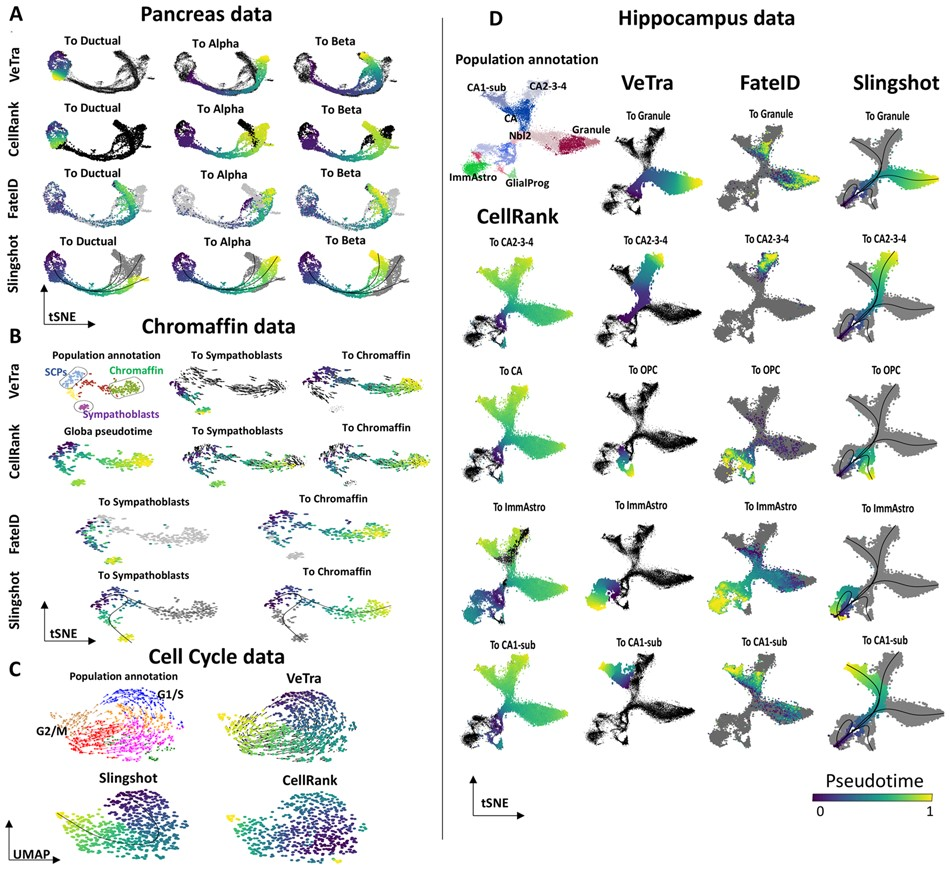 A
Pancreas data
VeTra
To Ductual
To Alpha
To Beta
CellRank
To Ductual
To Alpha
To Beta
FateID
To Ductual
To Alpha
To Beta
Slingshot
To Ductual
To Alpha
To Beta
tSNE
B
Chromaffin data
VeTra
Population annotation
SCPs
Chromaffin
Sympathoblasts
To Sympathoblasts
To Chromaffin
CellRank
Globa pseudotime
To Sympathoblasts
To Chromaffin
FateID
To Sympathoblasts
To Chromaffin
Slingshot
To Sympathoblasts
To Chromaffin
tSNE
C
Cell Cycle data
Population annotation
G1/S
G2/M
VeTra
Slingshot
CellRank
UMAP
D
Hippocampus data
Population annotation
CA1-sub
CA2-3-4
CA
Nbl2
Granule
ImmAstro
GlialProg
VeTra
FateID
Slingshot
To Granule
To Granule
To Granule
CellRank
To CA2-3-4
To CA2-3-4
To CA2-3-4
To CA2-3-4
To CA
To OPC
To OPC
To OPC
To ImmAstro
To ImmAstro
To ImmAstro
To ImmAstro
To CA1-sub
To CA1-sub
To CA1-sub
To CA1-sub
tSNE
Pseudotime
0
1